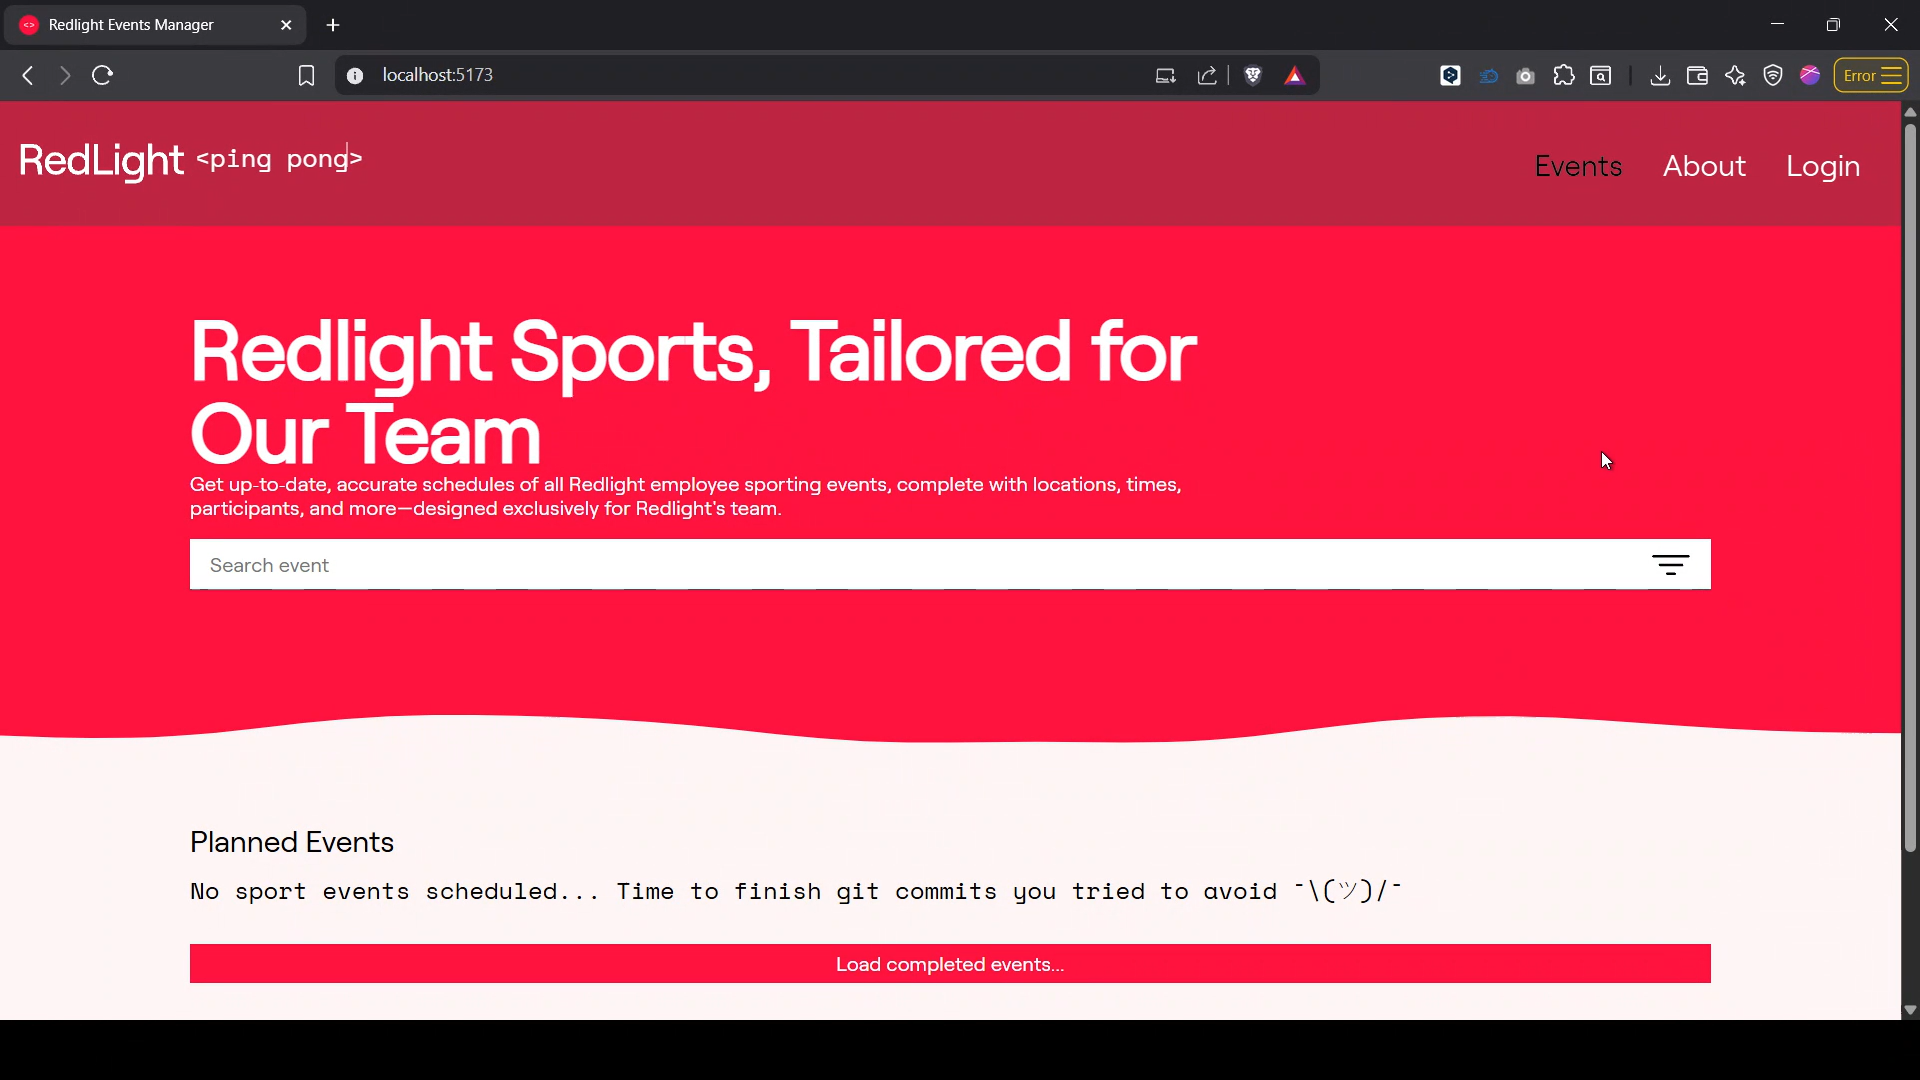 Redlight Events Manager
localhost:5173
Error
RedLight <ping pong>
Events About Login
Redlight Sports, Tailored for
Our Team
Get up-to-date, accurate schedules of all Redlight employee sporting events, complete with locations, times,
participants, and more—designed exclusively for Redlight's team.
Search event
Planned Events
No sport events scheduled... Time to finish git commits you tried to avoid ¯\(ツ)/¯
Load completed events...